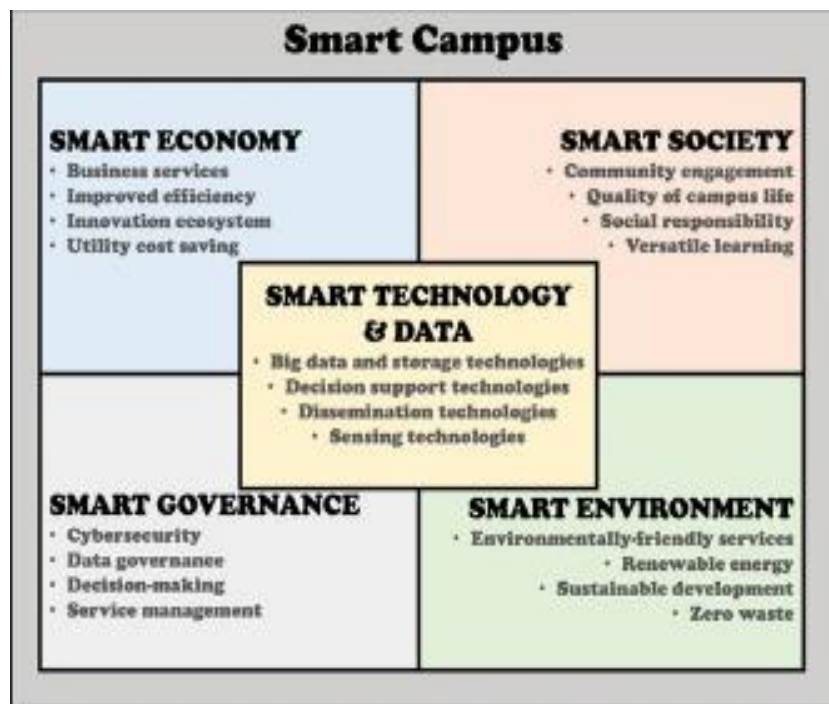 Smart Campus
SMART ECONOMY
· Business services
· Improved efficiency
· Innovation ecosystem
· Utility cost saving
SMART SOCIETY
· Community engagement
· Quality of campus life
· Social responsibility
· Versatile learning
SMART TECHNOLOGY
& DATA
· Big data and storage technologies
· Decision support technologies
· Dissemination technologies
· Sensing technologies
SMART GOVERNANCE
· Cybersecurity
· Data governance
· Decision-making
· Service management
SMART ENVIRONMENT
· Environmentally-friendly services
· Renewable energy
· Sustainable development
· Zero waste